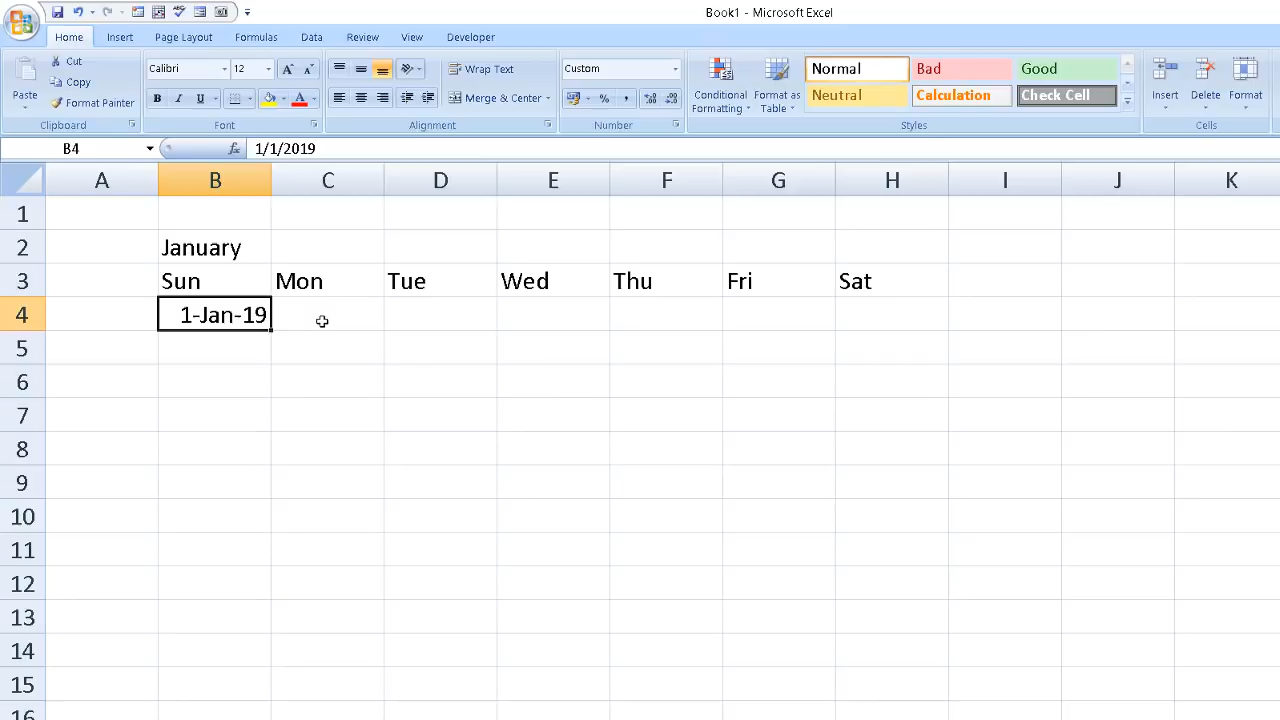 Book1 - Microsoft Excel
Home Insert Page Layout Formulas Data Review View Developer
Paste
Cut
Copy
Format Painter
Clipboard
Calibri 12
B I U A
Font
Wrap Text
Merge & Center
Alignment
Custom
% ,
Number
Conditional Formatting
Format as Table
Normal Bad Good
Neutral Calculation Check Cell
Styles
Insert Delete Format
Cells
B4 fx 1/1/2019
A B C D E F G H I J K
1
2 January
3 Sun Mon Tue Wed Thu Fri Sat
4 1-Jan-19
5
6
7
8
9
10
11
12
13
14
15
16